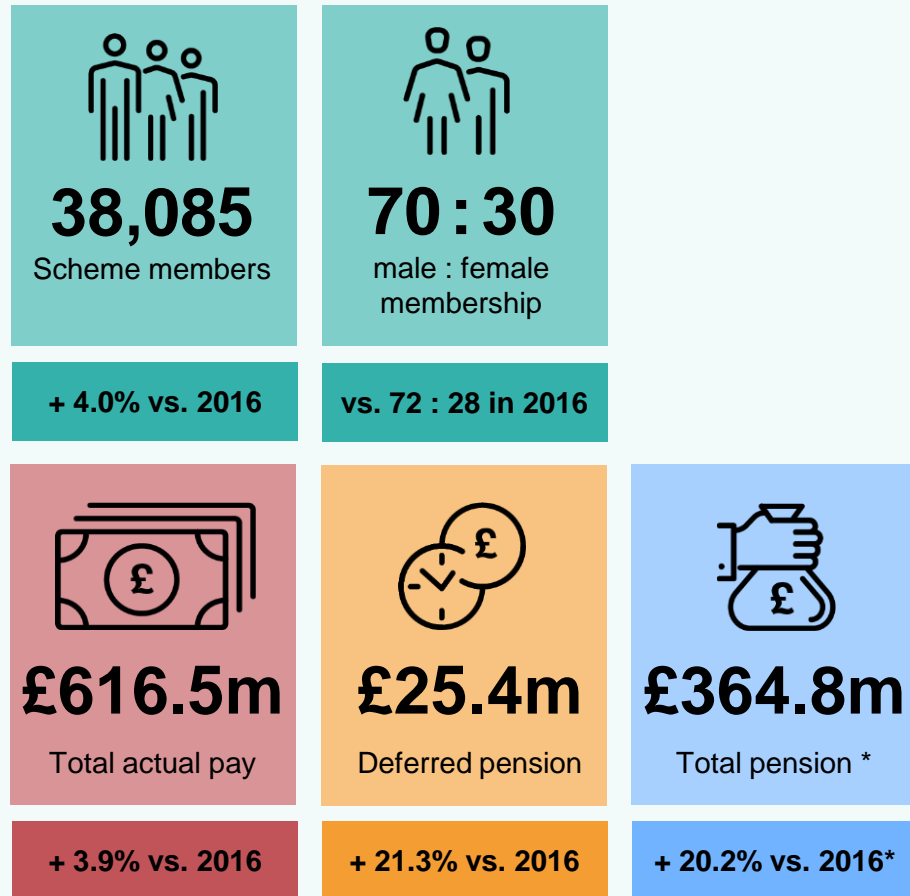 38,085
Scheme members
+ 4.0% vs. 2016
70 : 30
male : female
membership
vs. 72 : 28 in 2016
£
£616.5m
Total actual pay
+ 3.9% vs. 2016
£
£25.4m
Deferred pension
+ 21.3% vs. 2016
£
£364.8m
Total pension *
+ 20.2% vs. 2016*